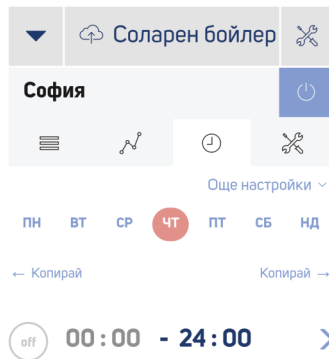 Соларен бойлер
София
Още настройки
ПН ВТ СР ЧТ ПТ СБ НД
← Копирай Копирай →
off 00:00 - 24:00